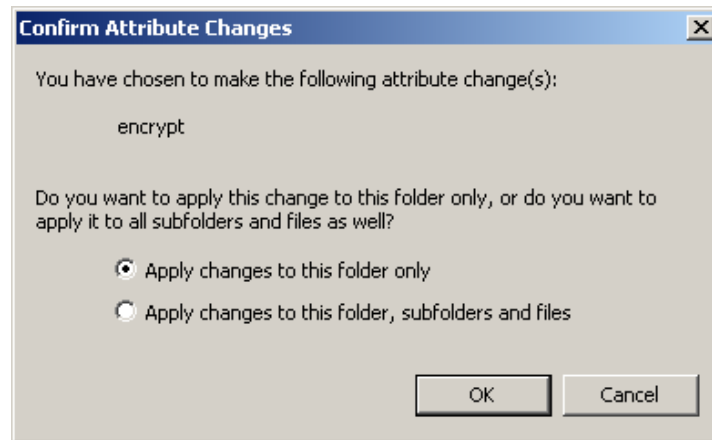 Confirm Attribute Changes
You have chosen to make the following attribute change(s):
encrypt
Do you want to apply this change to this folder only, or do you want to
apply it to all subfolders and files as well?
Apply changes to this folder only
Apply changes to this folder, subfolders and files
OK
Cancel